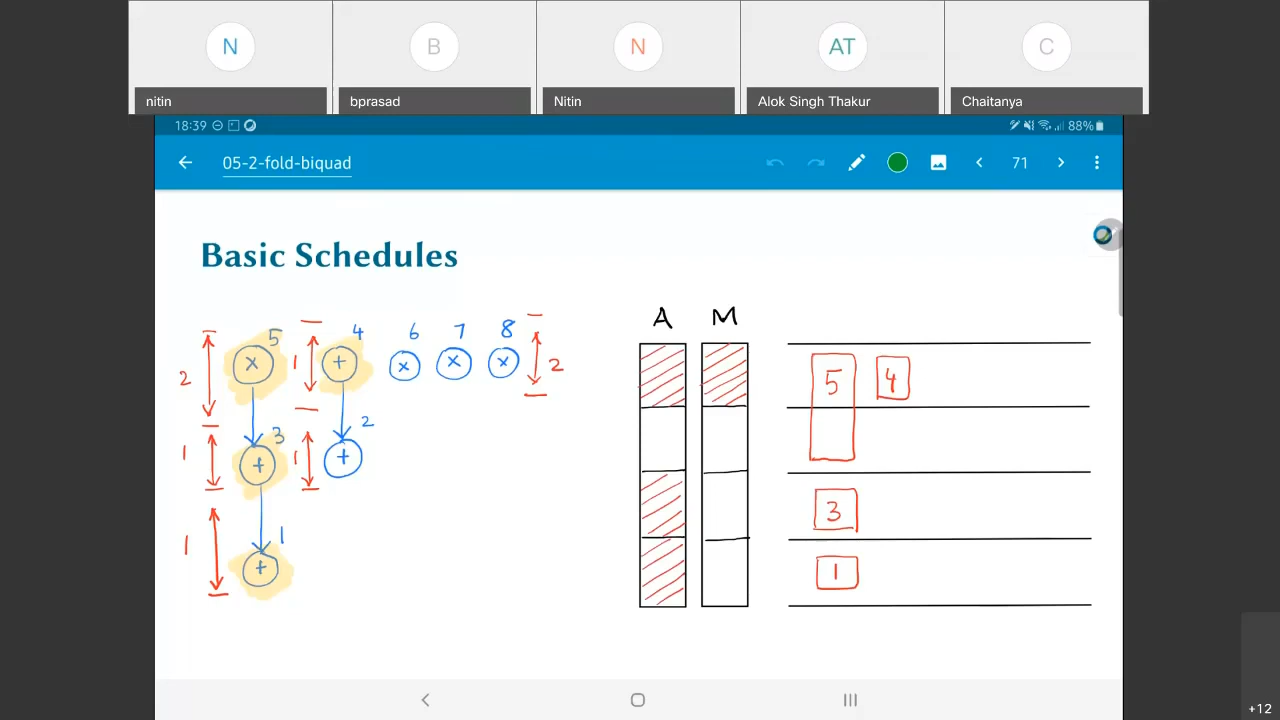 N B N AT C
nitin bprasad Nitin Alok Singh Thakur Chaitanya
18:39 88%
05-2-fold-biquad 71
Basic Schedules
A M
5 4 6 7 8
× + × × ×
2 1 2
5 4
3 2
+ +
1 1
3
1
+
1
1
+12